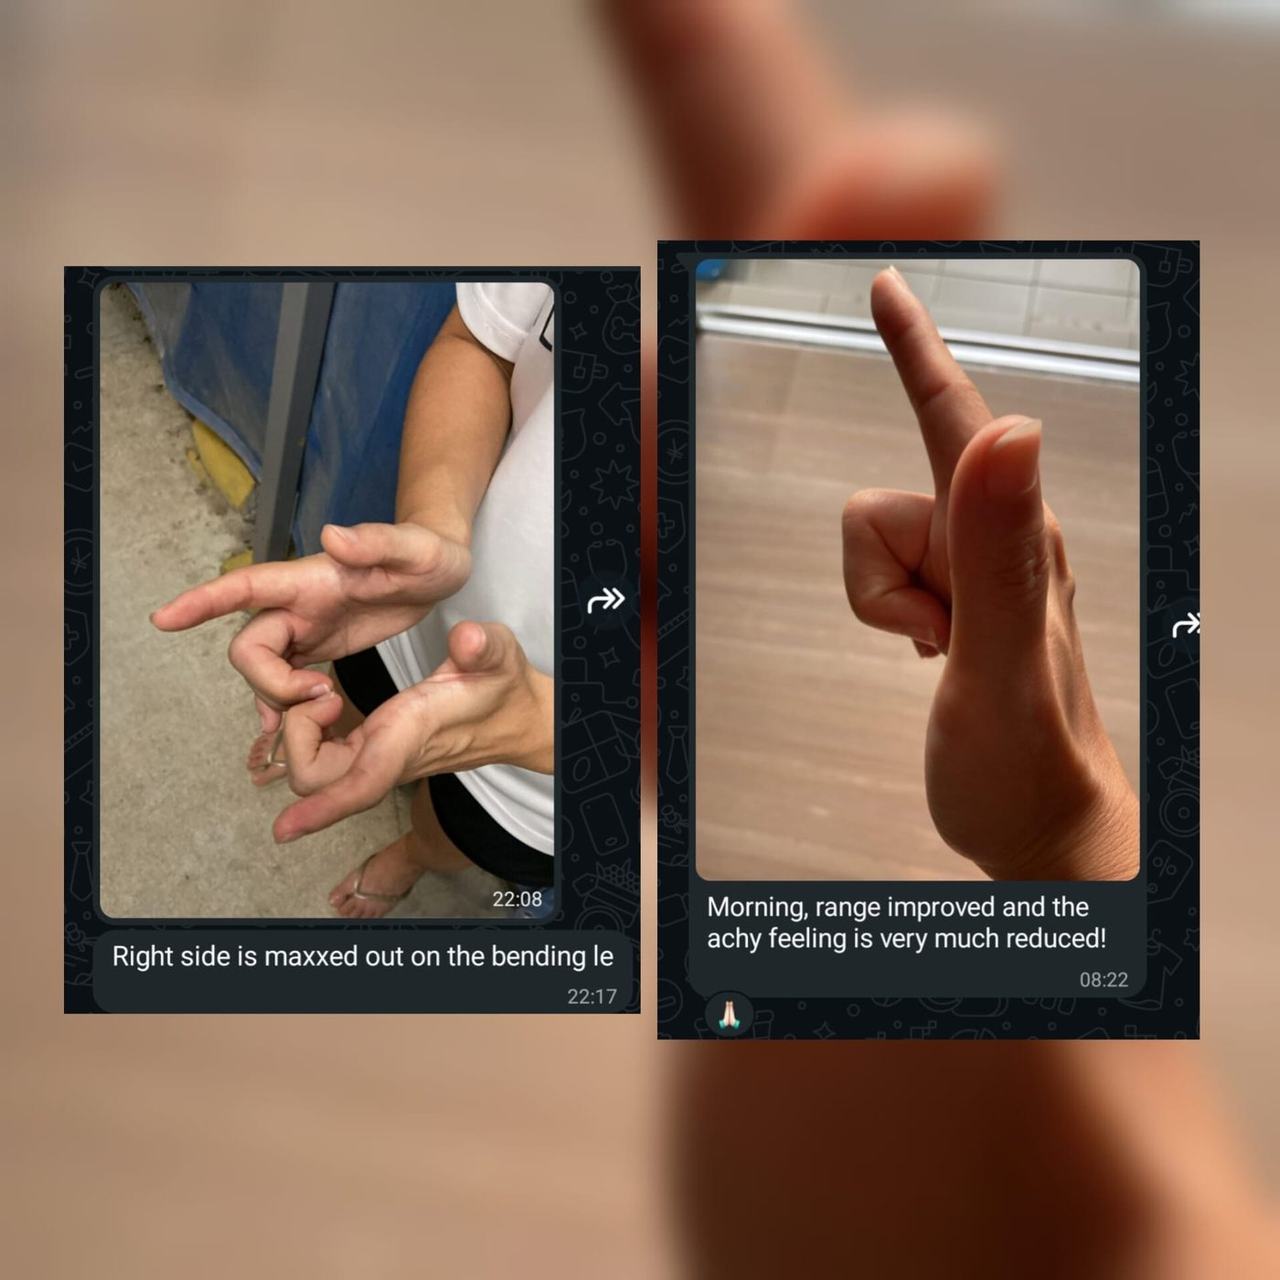 22:08
Right side is maxxed out on the bending le
22:17
Morning, range improved and the
achy feeling is very much reduced!
08:22